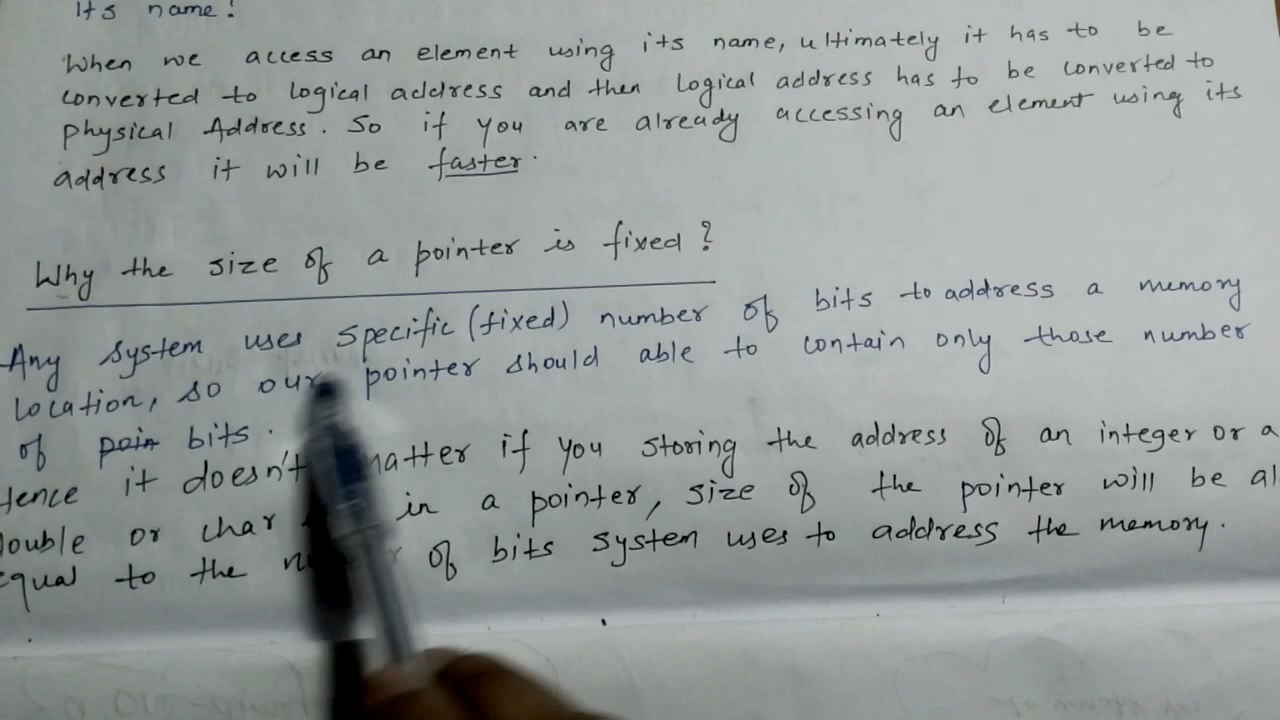 its name!
When we access an element using its name, ultimately it has to be
converted to logical address and then logical address has to be converted to
physical Address. So if you are already accessing an element using its
address it will be faster.
Why the size of a pointer is fixed?
Any system uses specific (fixed) number of bits to address a memory
location, so our pointer should able to contain only those number
of poin bits.
Hence it doesn't matter if you storing the address of an integer or a
double or char in a pointer, size of the pointer will be al
equal to the of bits system uses to address the memory.